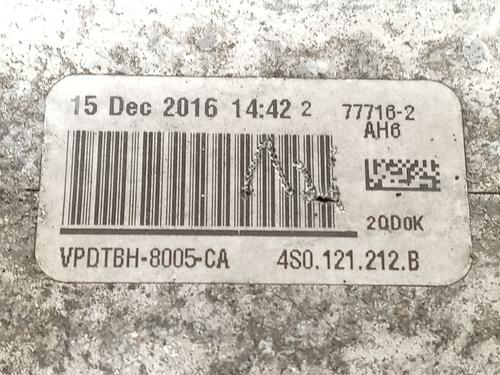 15 Dec 2016 14:42 2
77716-2
AH6
2QD0K
VPDTBH-8005-CA
4S0.121.212.B